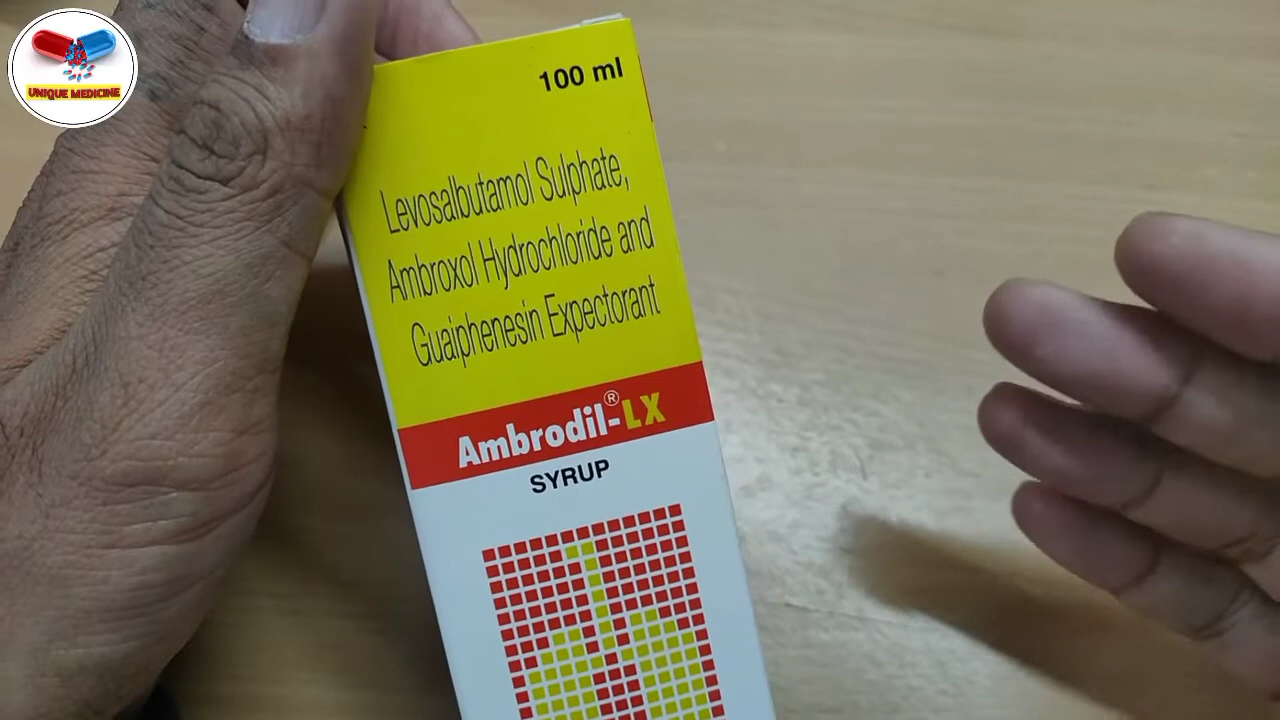 UNIQUE MEDICINE
100 ml
Levosalbutamol Sulphate,
Ambroxol Hydrochloride and
Guaiphenesin Expectorant
Ambrodil®-LX
SYRUP